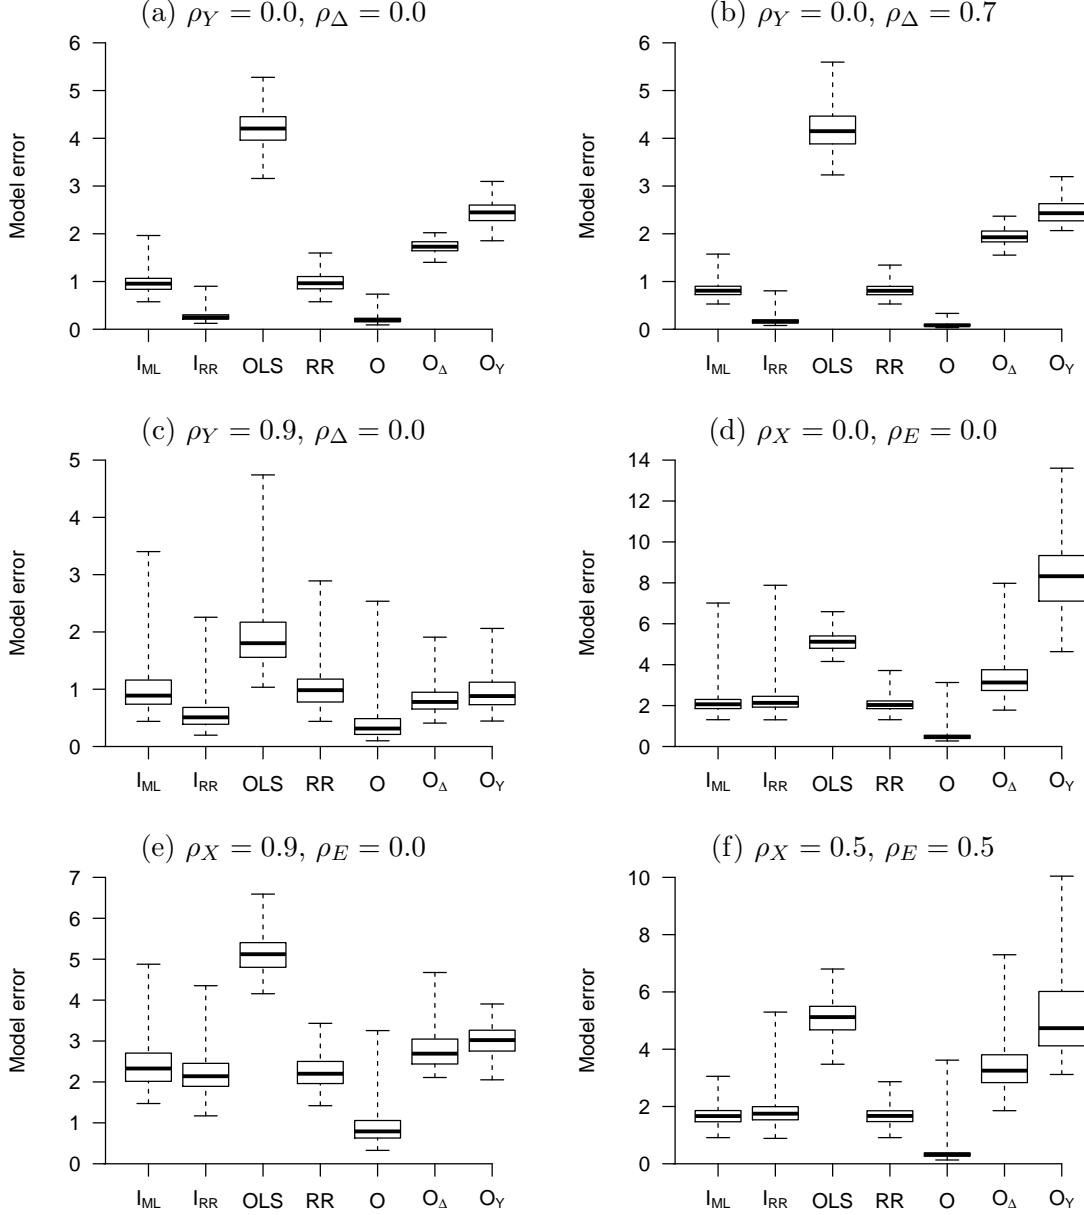 (a) ρ_Y = 0.0, ρ_Δ = 0.0
Model error
6
5
4
3
2
1
0
I_ML I_RR OLS RR O O_Δ O_Y
(b) ρ_Y = 0.0, ρ_Δ = 0.7
Model error
6
5
4
3
2
1
0
I_ML I_RR OLS RR O O_Δ O_Y
(c) ρ_Y = 0.9, ρ_Δ = 0.0
Model error
5
4
3
2
1
0
I_ML I_RR OLS RR O O_Δ O_Y
(d) ρ_X = 0.0, ρ_E = 0.0
Model error
14
12
10
8
6
4
2
0
I_ML I_RR OLS RR O O_Δ O_Y
(e) ρ_X = 0.9, ρ_E = 0.0
Model error
7
6
5
4
3
2
1
0
I_ML I_RR OLS RR O O_Δ O_Y
(f) ρ_X = 0.5, ρ_E = 0.5
Model error
10
8
6
4
2
0
I_ML I_RR OLS RR O O_Δ O_Y